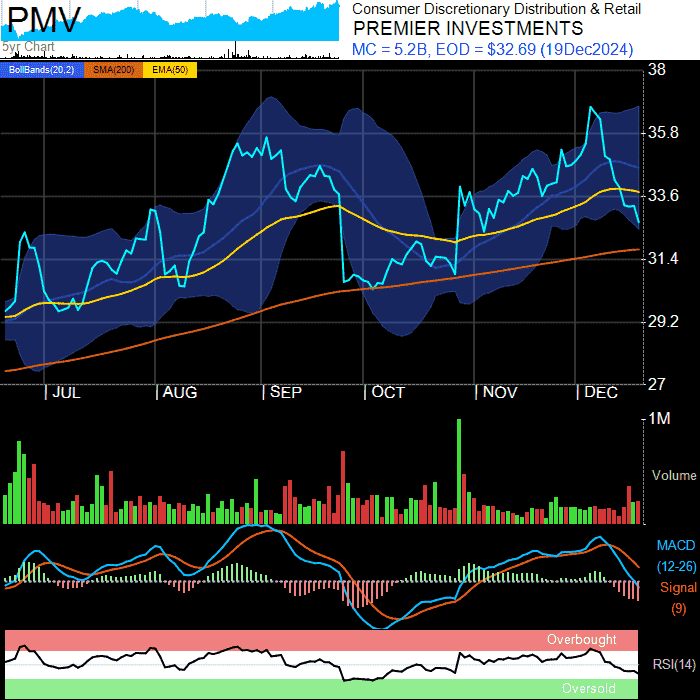 PMV
5yr Chart
Consumer Discretionary Distribution & Retail
PREMIER INVESTMENTS
MC = 5.2B, EOD = $32.69 (19Dec2024)
BollBands(20,2) SMA(200) EMA(50)
38
35.8
33.6
31.4
29.2
27
| JUL | AUG | SEP | OCT | NOV | DEC
1M
Volume
MACD
(12-26)
Signal
(9)
Overbought
RSI(14)
Oversold